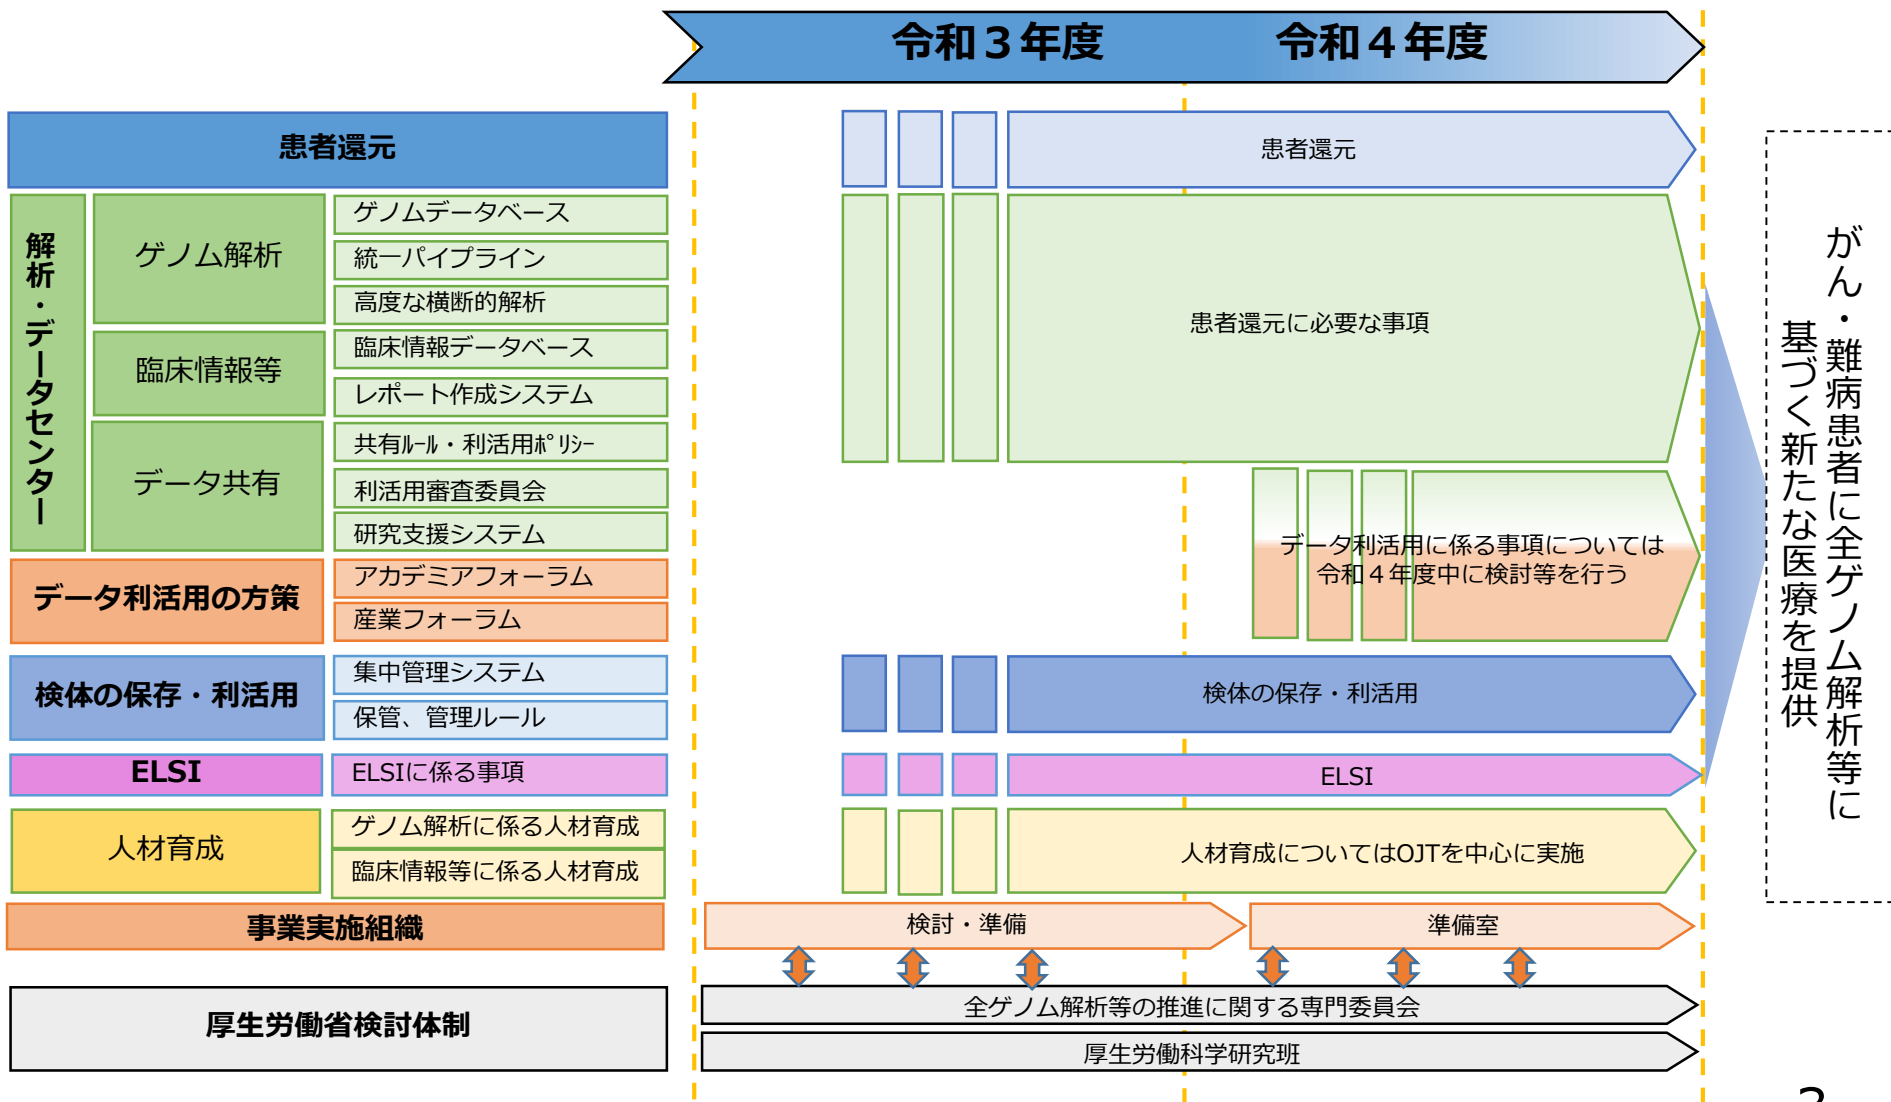 令和３年度
令和４年度
患者還元
患者還元
解析・データセンター
ゲノム解析
ゲノムデータベース
統一パイプライン
高度な横断的解析
患者還元に必要な事項
臨床情報等
臨床情報データベース
レポート作成システム
データ共有
共有ﾙｰﾙ・利活用ﾎﾟﾘｼｰ
利活用審査委員会
研究支援システム
データ利活用の方策
アカデミアフォーラム
産業フォーラム
データ利活用に係る事項については
令和４年度中に検討等を行う
検体の保存・利活用
集中管理システム
保管、管理ルール
検体の保存・利活用
ELSI
ELSIに係る事項
ELSI
人材育成
ゲノム解析に係る人材育成
臨床情報等に係る人材育成
人材育成についてはOJTを中心に実施
事業実施組織
検討・準備
準備室
厚生労働省検討体制
全ゲノム解析等の推進に関する専門委員会
厚生労働科学研究班
がん・難病患者に全ゲノム解析等に
基づく新たな医療を提供